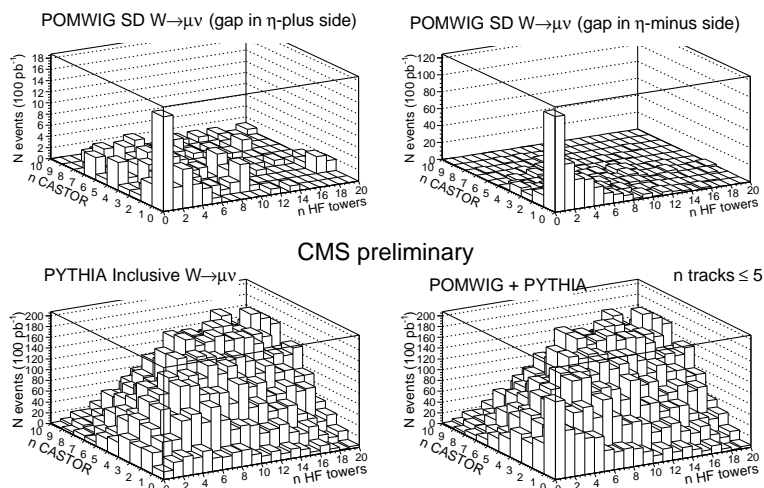 POMWIG SD W→μν (gap in η-plus side)
N events (100 pb⁻¹)
18
16
14
12
10
8
6
4
2
0
10 9 8 7 6 5 4 3 2 1 0
n CASTOR
0 2 4 6 8 10 12 14 16 18 20
n HF towers
POMWIG SD W→μν (gap in η-minus side)
N events (100 pb⁻¹)
120
100
80
60
40
20
0
10 9 8 7 6 5 4 3 2 1 0
n CASTOR
0 2 4 6 8 10 12 14 16 18 20
n HF towers
CMS preliminary
PYTHIA Inclusive W→μν
N events (100 pb⁻¹)
200
180
160
140
120
100
80
60
40
20
0
10 9 8 7 6 5 4 3 2 1 0
n CASTOR
0 2 4 6 8 10 12 14 16 18 20
n HF towers
POMWIG + PYTHIA
n tracks ≤ 5
N events (100 pb⁻¹)
200
180
160
140
120
100
80
60
40
20
0
10 9 8 7 6 5 4 3 2 1 0
n CASTOR
0 2 4 6 8 10 12 14 16 18 20
n HF towers